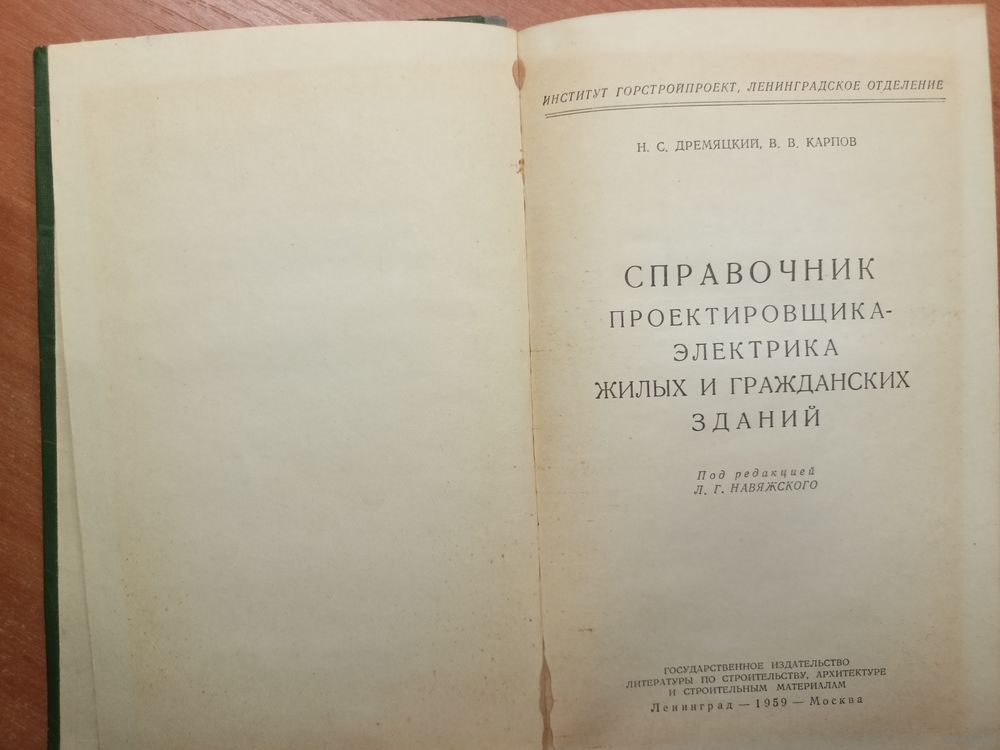 ИНСТИТУТ ГОРСТРОЙПРОЕКТ, ЛЕНИНГРАДСКОЕ ОТДЕЛЕНИЕ
Н. С. ДРЕМЯЦКИЙ, В. В. КАРПОВ
СПРАВОЧНИК
ПРОЕКТИРОВЩИКА-
ЭЛЕКТРИКА
ЖИЛЫХ И ГРАЖДАНСКИХ
ЗДАНИЙ
Под редакцией
Л. Г. НАВЯЖСКОГО
ГОСУДАРСТВЕННОЕ ИЗДАТЕЛЬСТВО
ЛИТЕРАТУРЫ ПО СТРОИТЕЛЬСТВУ, АРХИТЕКТУРЕ
И СТРОИТЕЛЬНЫМ МАТЕРИАЛАМ
Ленинград — 1959 — Москва